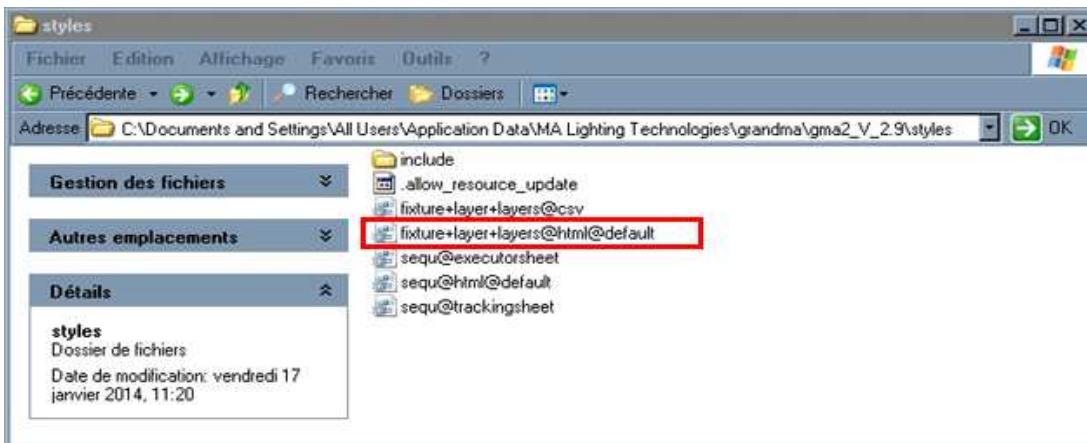 styles
Fichier Edition Affichage Favoris Outils ?
Précédente Rechercher Dossiers
Adresse C:\Documents and Settings\All Users\Application Data\MA Lighting Technologies\grandma\gma2_V_2.9\styles OK
Gestion des fichiers
Autres emplacements
Détails
styles
Dossier de fichiers
Date de modification: vendredi 17
janvier 2014, 11:20
include
.allow_resource_update
fixture+layer+layers@csv
fixture+layer+layers@html@default
sequ@executorsheet
sequ@html@default
sequ@trackingsheet